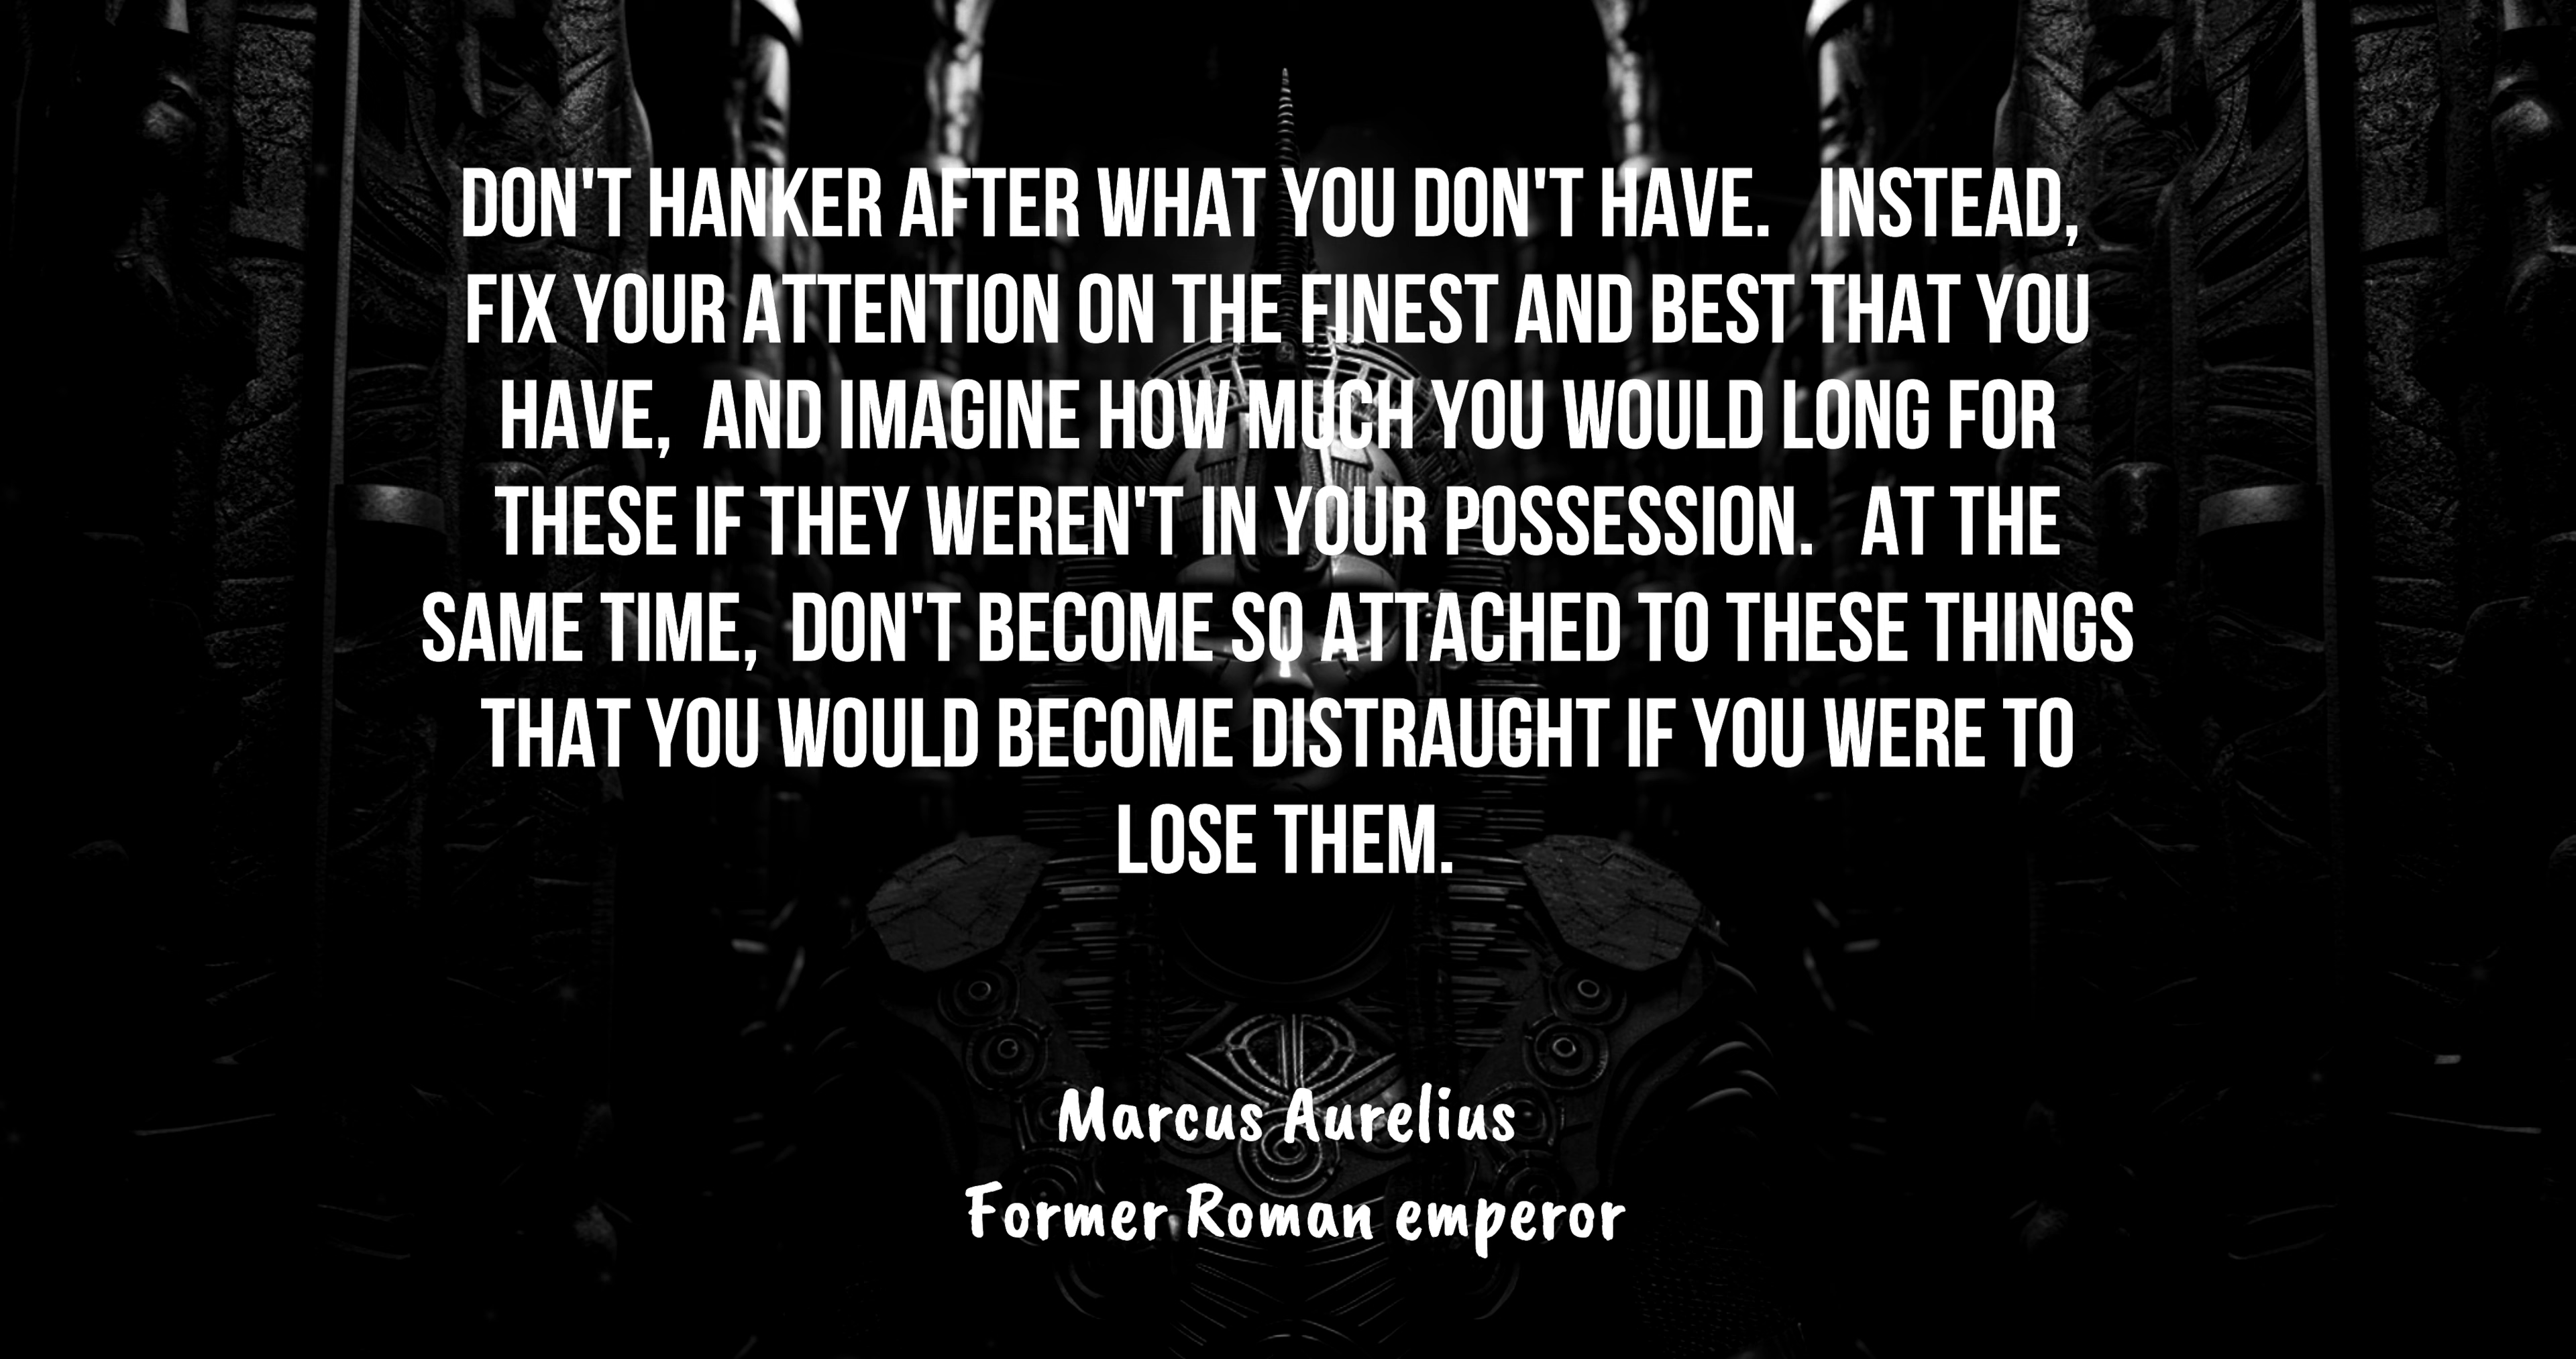 DON'T HANKER AFTER WHAT YOU DON'T HAVE. INSTEAD,
FIX YOUR ATTENTION ON THE FINEST AND BEST THAT YOU
HAVE, AND IMAGINE HOW MUCH YOU WOULD LONG FOR
THESE IF THEY WEREN'T IN YOUR POSSESSION. AT THE
SAME TIME, DON'T BECOME SO ATTACHED TO THESE THINGS
THAT YOU WOULD BECOME DISTRAUGHT IF YOU WERE TO
LOSE THEM.
Marcus Aurelius
Former Roman emperor